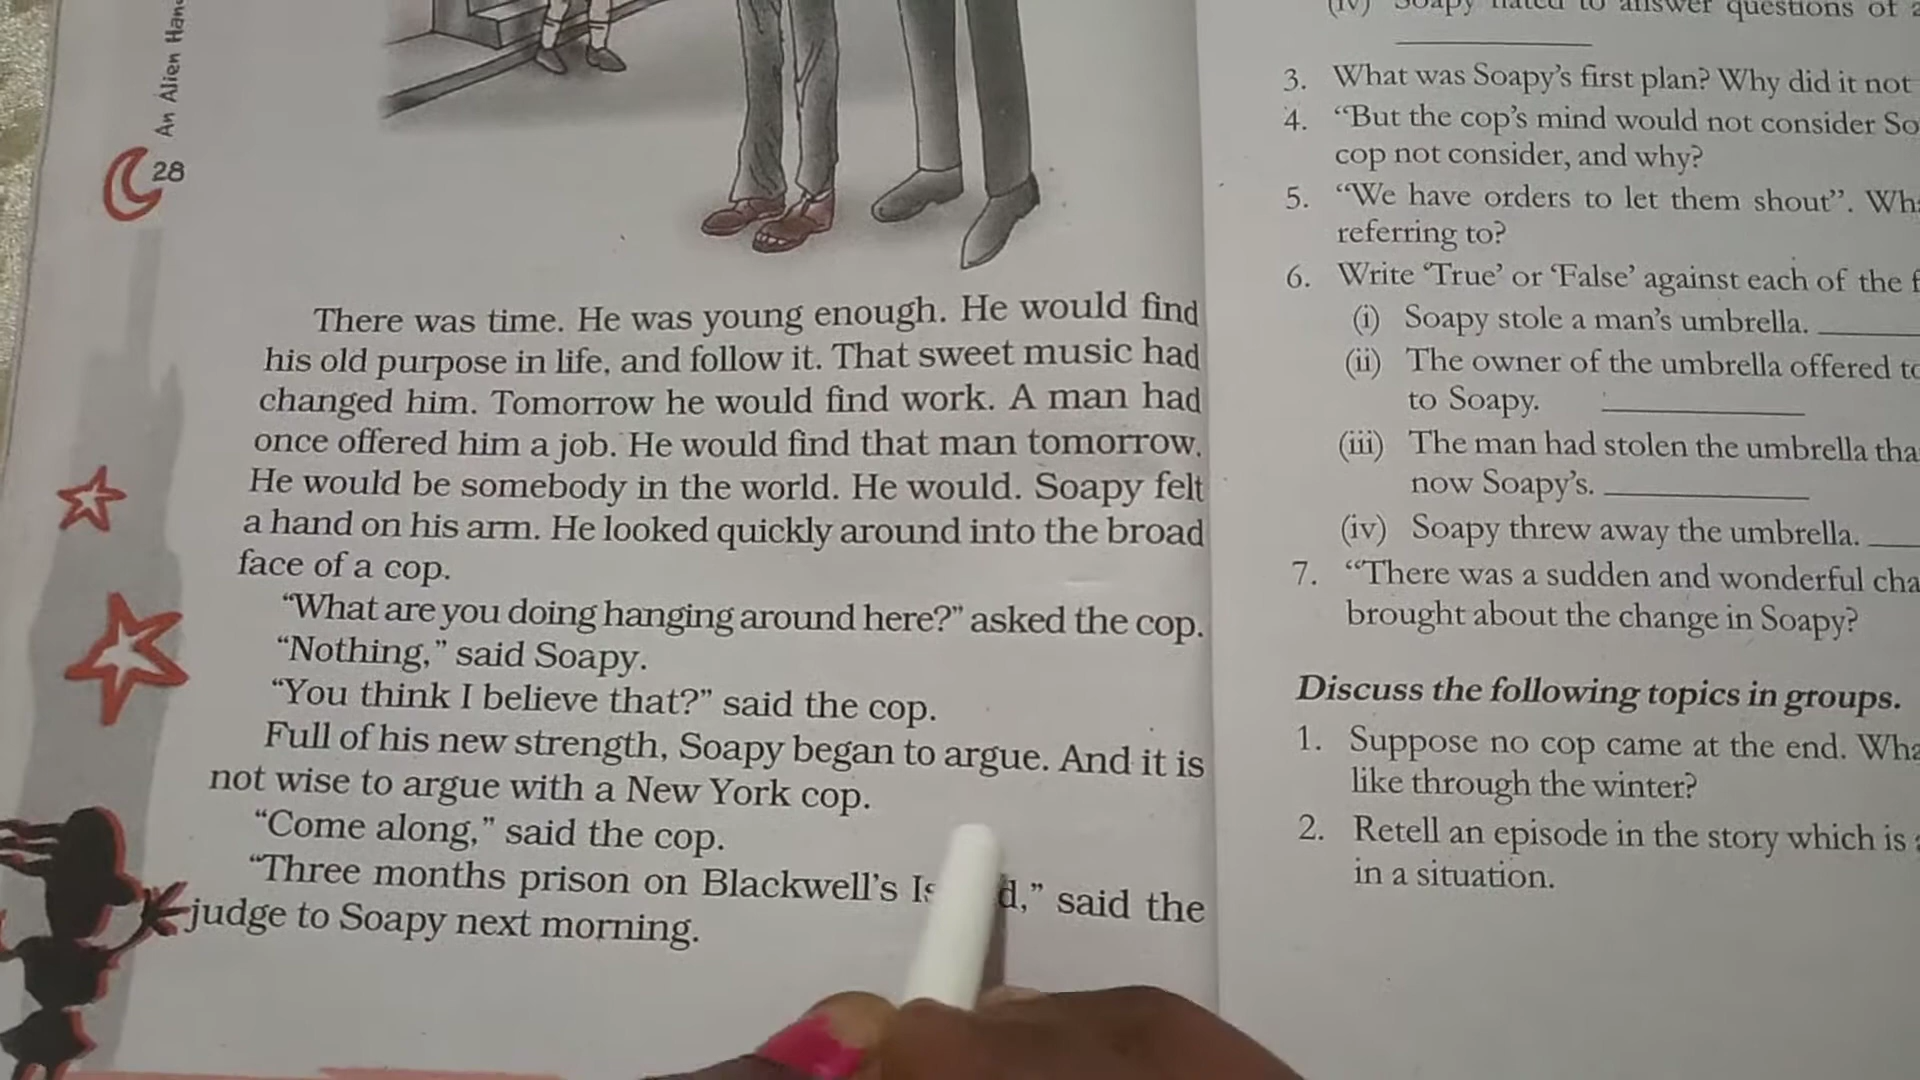 An Alien Han
28
There was time. He was young enough. He would find
his old purpose in life, and follow it. That sweet music had
changed him. Tomorrow he would find work. A man had
once offered him a job. He would find that man tomorrow.
He would be somebody in the world. He would. Soapy felt
a hand on his arm. He looked quickly around into the broad
face of a cop.
“What are you doing hanging around here?” asked the cop.
“Nothing,” said Soapy.
“You think I believe that?” said the cop.
Full of his new strength, Soapy began to argue. And it is
not wise to argue with a New York cop.
“Come along,” said the cop.
“Three months prison on Blackwell’s Is d,” said the
judge to Soapy next morning.
(iv) Soapy hated to answer questions of a
3. What was Soapy’s first plan? Why did it not
4. “But the cop’s mind would not consider So
cop not consider, and why?
5. “We have orders to let them shout”. Wh
referring to?
6. Write ‘True’ or ‘False’ against each of the f
(i) Soapy stole a man’s umbrella.
(ii) The owner of the umbrella offered to
to Soapy.
(iii) The man had stolen the umbrella tha
now Soapy’s.
(iv) Soapy threw away the umbrella.
7. “There was a sudden and wonderful cha
brought about the change in Soapy?
Discuss the following topics in groups.
1. Suppose no cop came at the end. Wha
like through the winter?
2. Retell an episode in the story which is
in a situation.